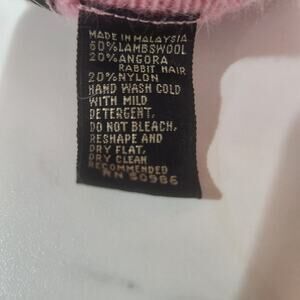 MADE IN MALAYSIA
60% LAMBSWOOL
20% ANGORA
RABBIT HAIR
20% NYLON
HAND WASH COLD
WITH MILD
DETERGENT.
DO NOT BLEACH,
RESHAPE AND
DRY FLAT,
DRY CLEAN
RECOMMENDED
RN 50986